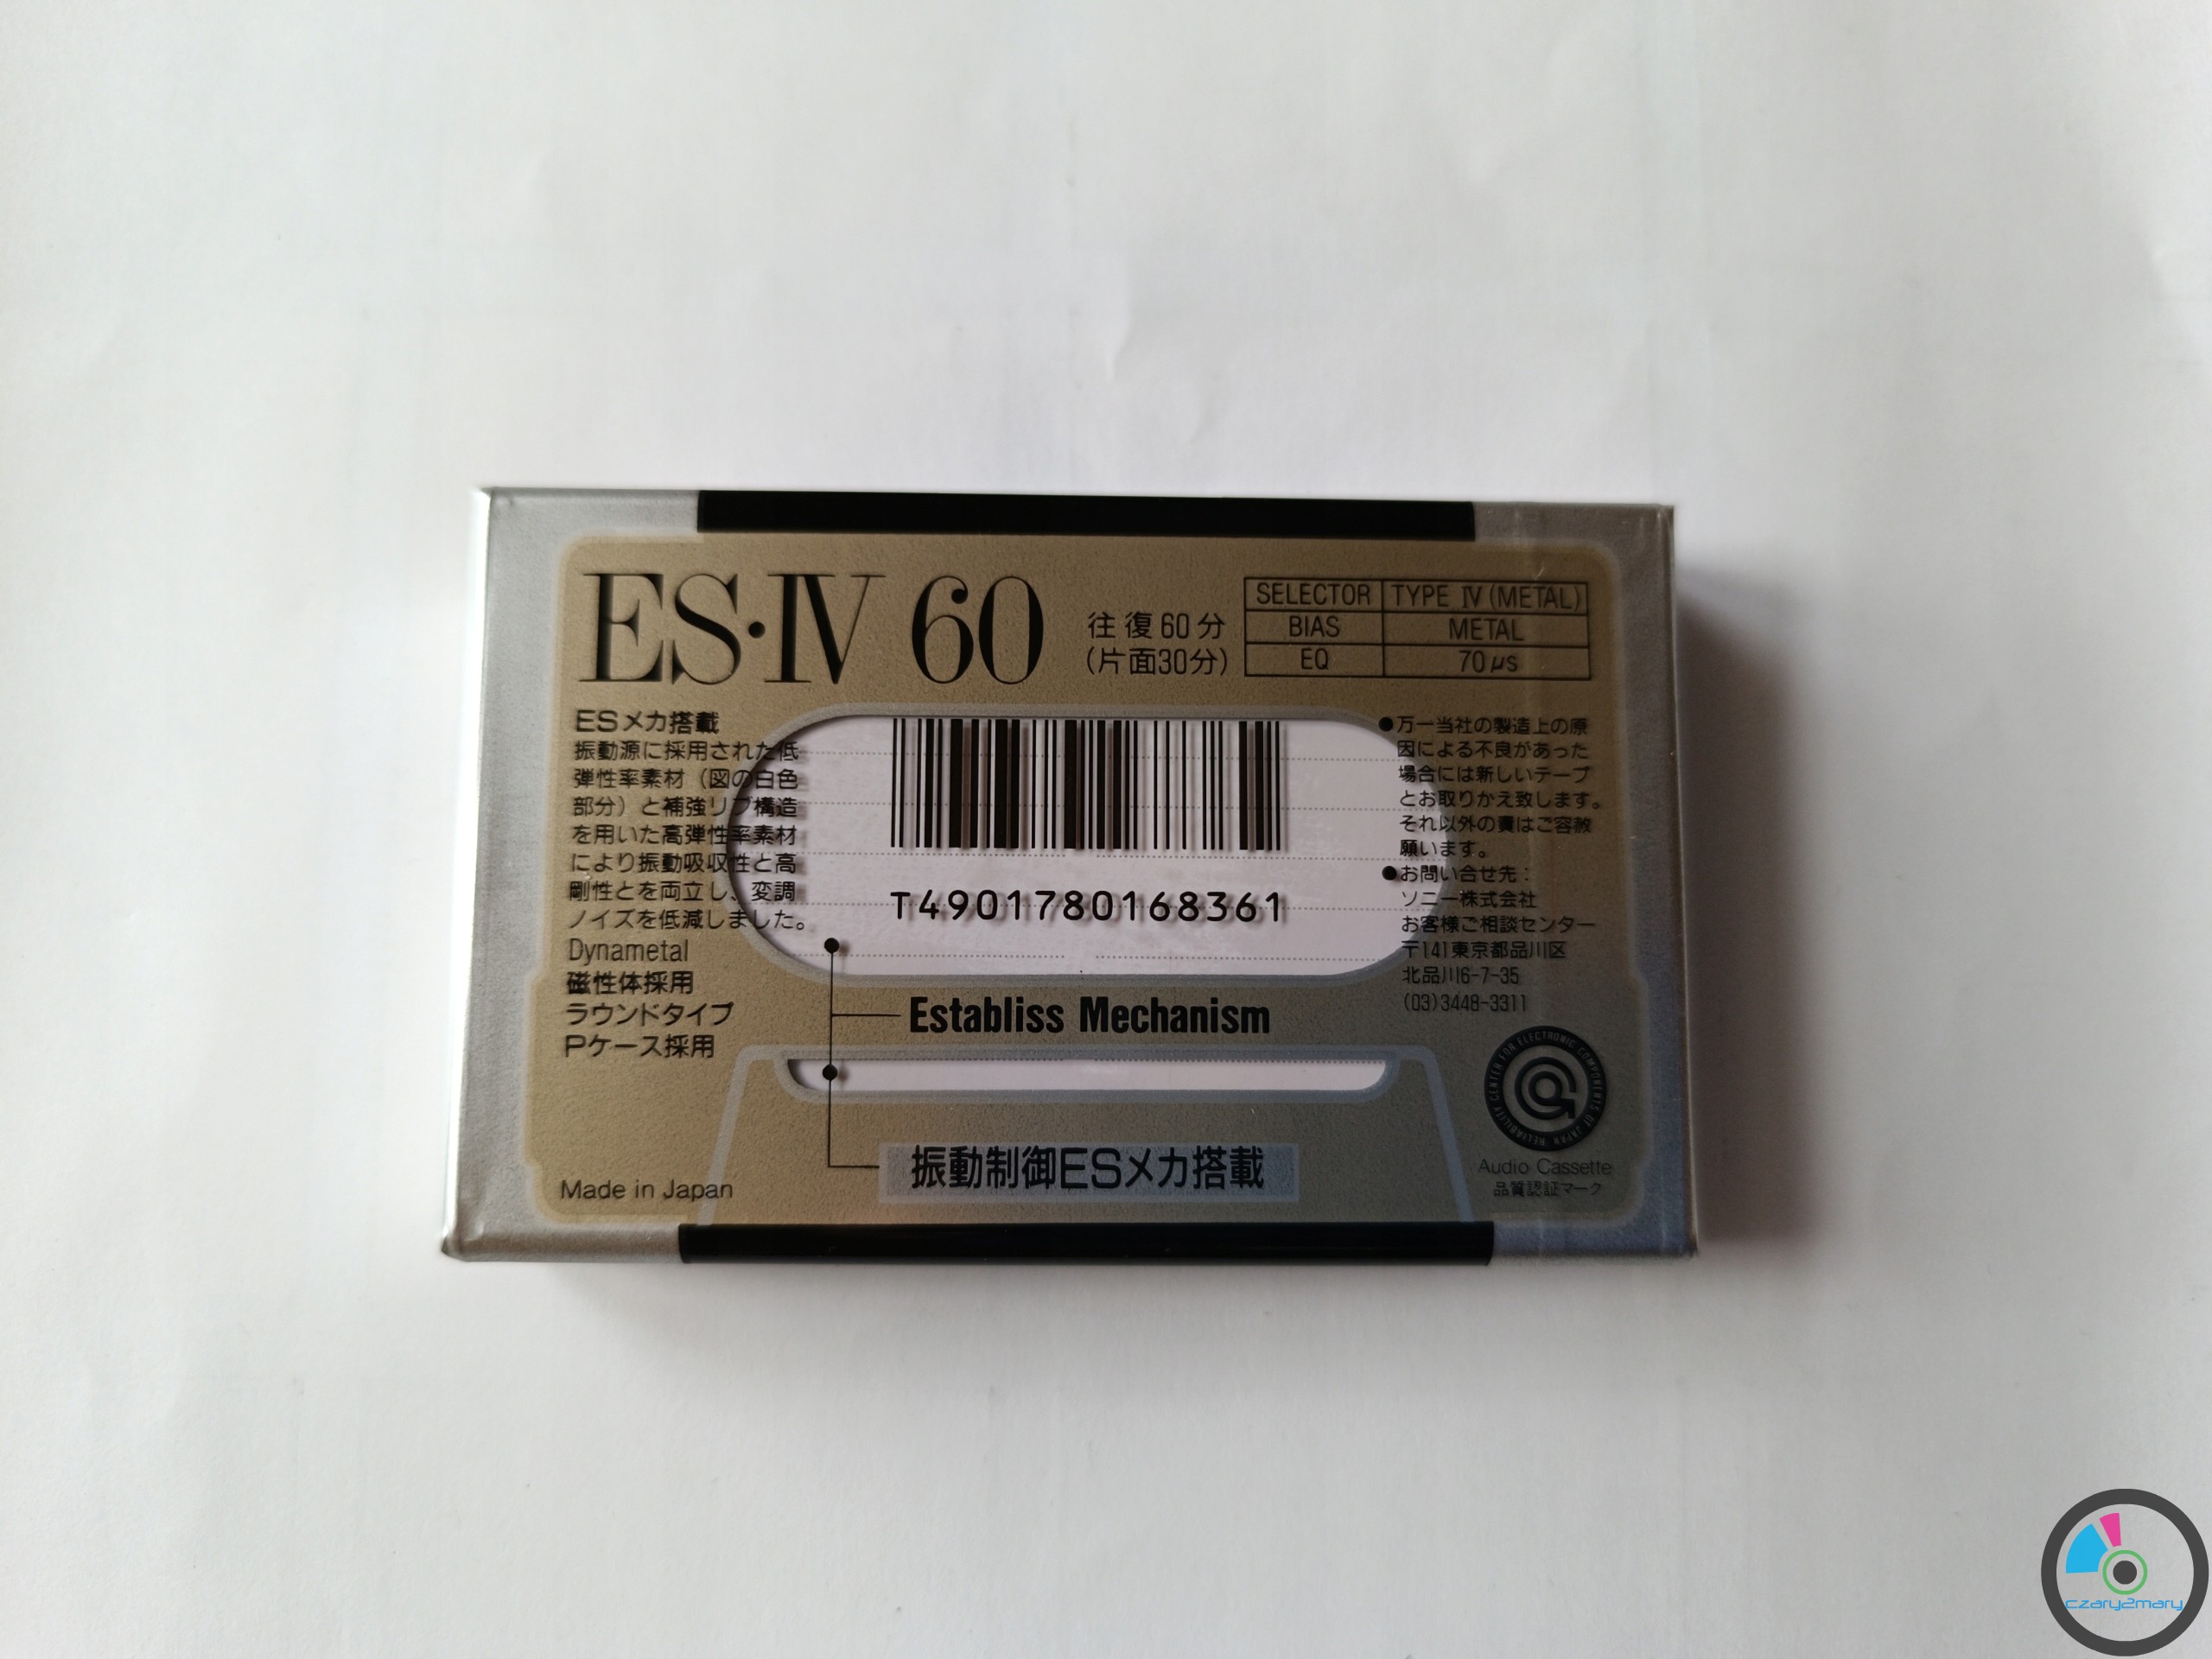 ES・Ⅳ 60
往復60分
(片面30分)
SELECTOR TYPE Ⅳ (METAL)
BIAS METAL
EQ 70μs
ESメカ搭載
振動源に採用された低
弾性率素材（図の白色
部分）と補強リブ構造
を用いた高弾性率素材
により振動吸収性と高
剛性とを両立し、変調
ノイズを低減しました。
Dynametal
磁性体採用
ラウンドタイプ
Pケース採用
Made in Japan
T4901780168361
Establiss Mechanism
振動制御ESメカ搭載
●万一当社の製造上の原
因による不良があった
場合には新しいテープ
とお取りかえ致します。
それ以外の責はご容赦
願います。
●お問い合せ先：
ソニー株式会社
お客様ご相談センター
〒141東京都品川区
北品川6-7-35
(03)3448-3311
RELIABILITY CENTER FOR ELECTRONIC COMPONENTS OF JAPAN
Audio Cassette
品質認証マーク
czary2mary